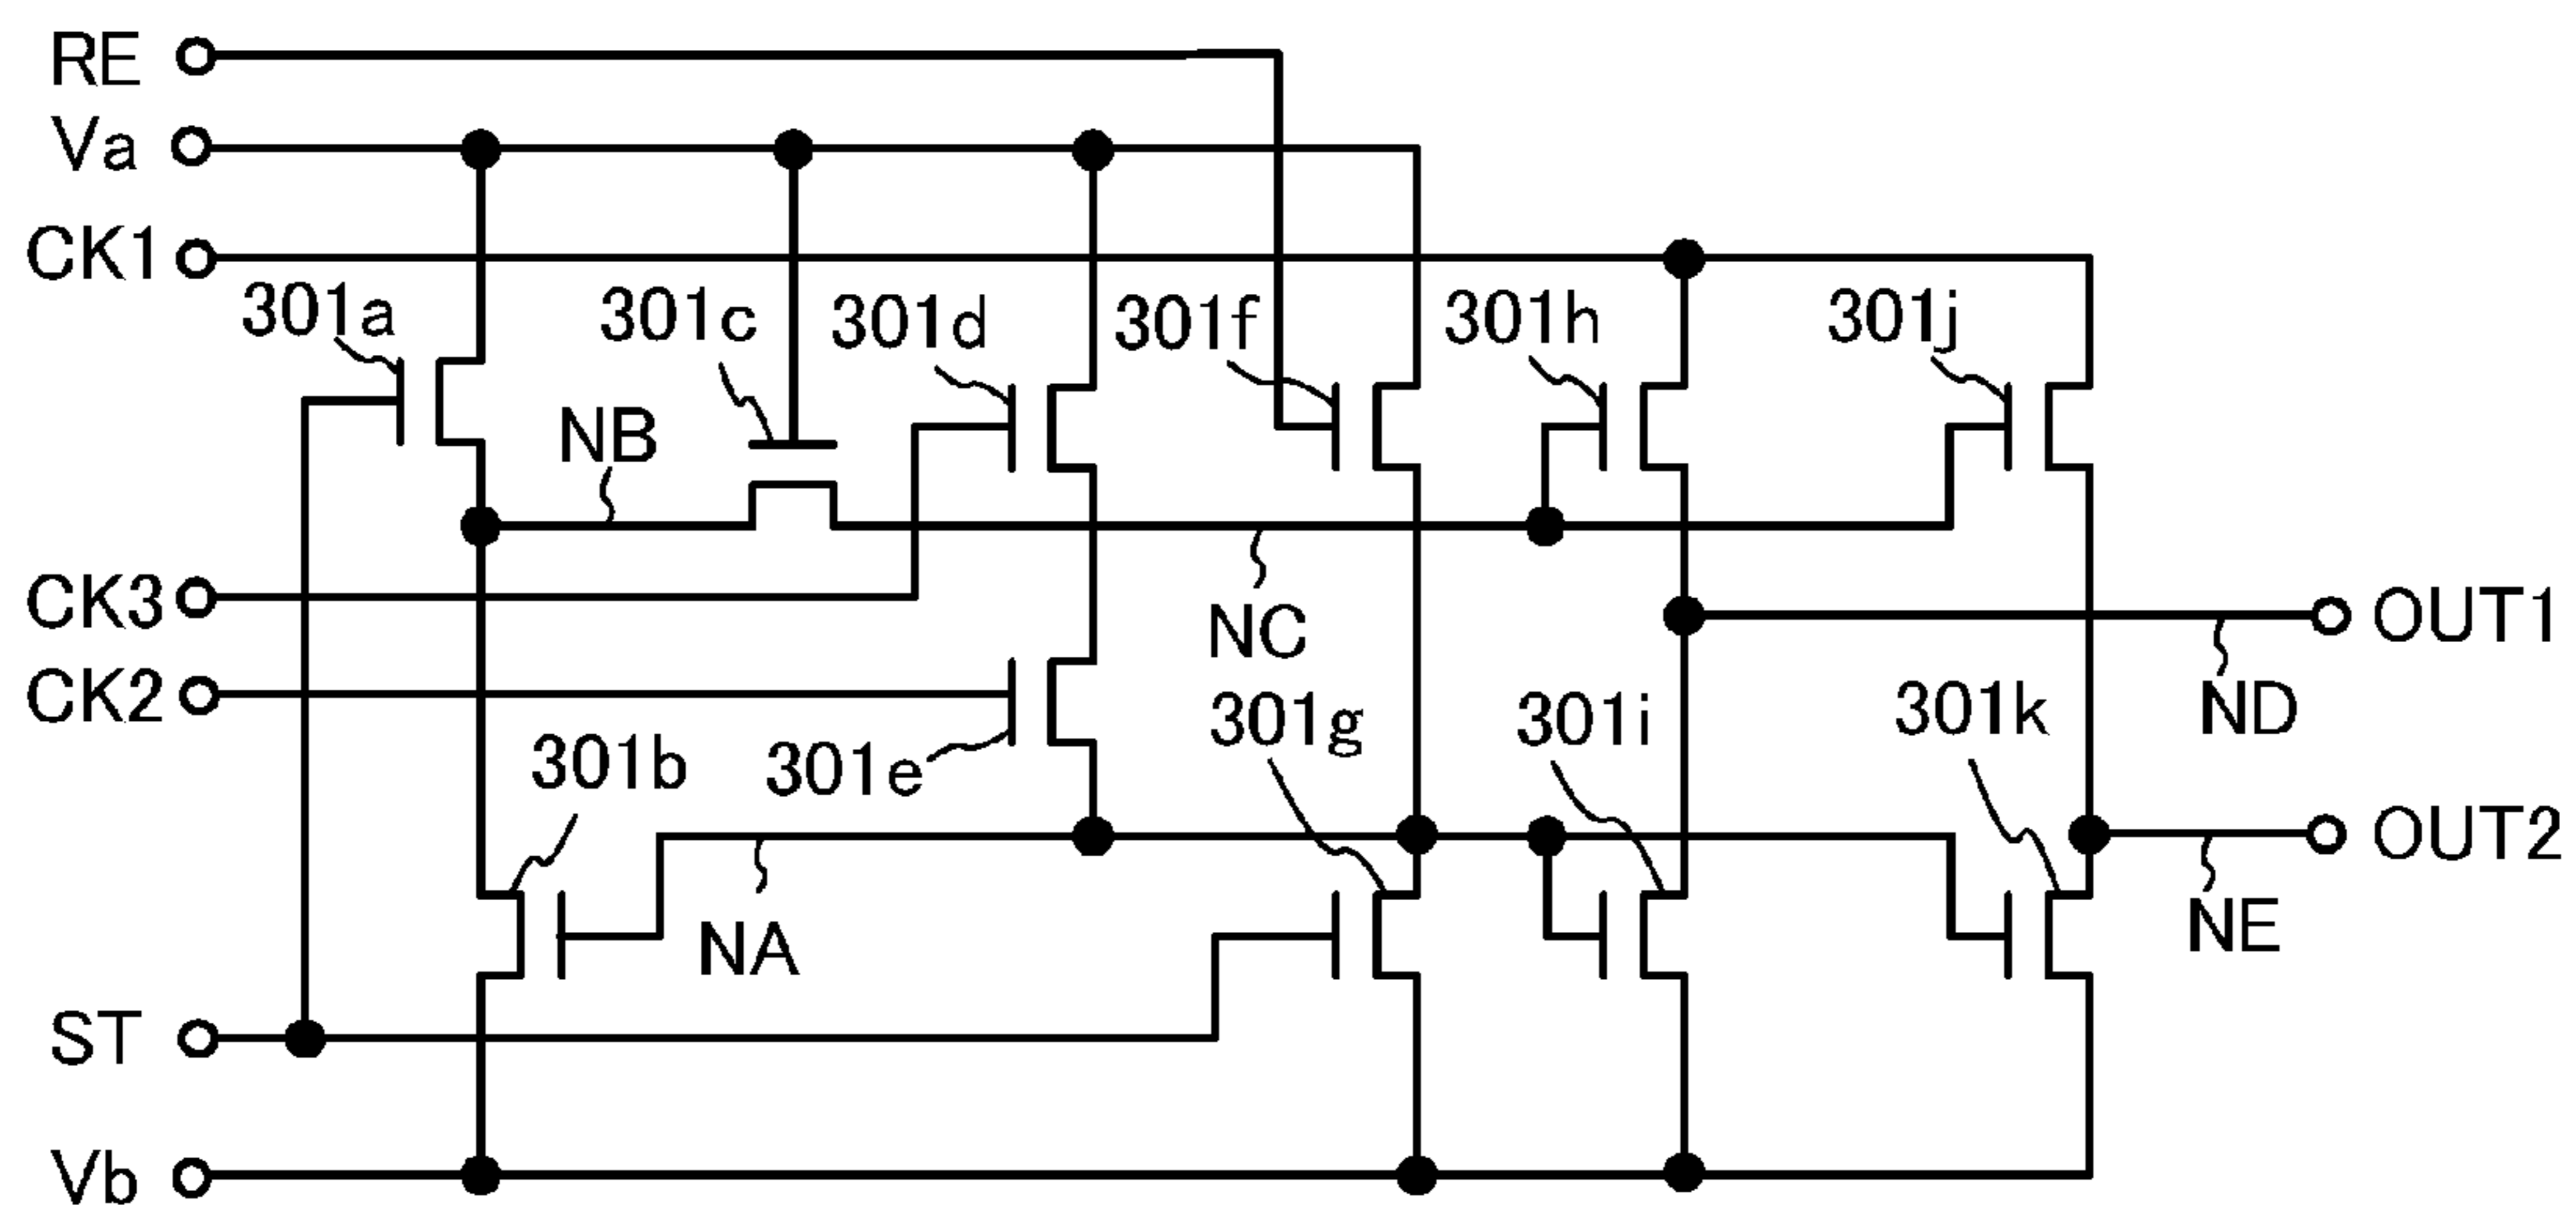 RE
Va
CK1
301a
301c
301d
301f
301h
301j
NB
CK3
NC
OUT1
CK2
301b
301e
301g
301i
301k
ND
NA
OUT2
NE
ST
Vb